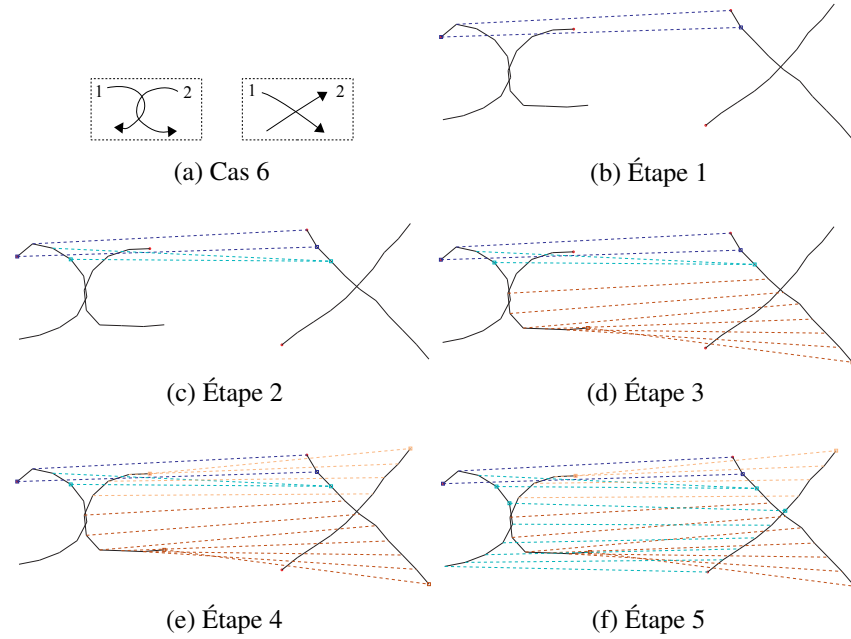 1 2 1 2
(a) Cas 6
(b) Étape 1
(c) Étape 2
(d) Étape 3
(e) Étape 4
(f) Étape 5